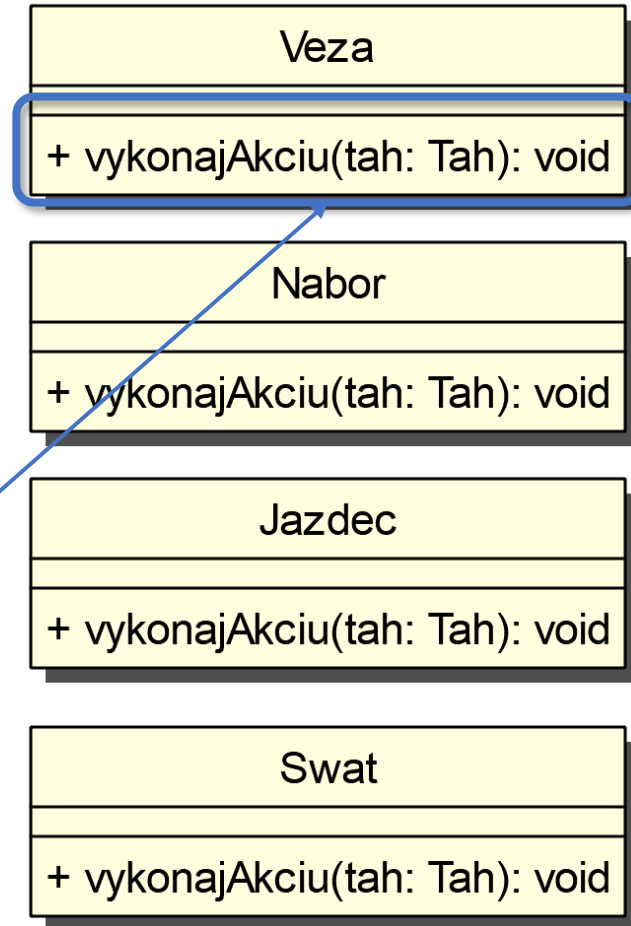 Veza
+ vykonajAkciu(tah: Tah): void
Nabor
+ vykonajAkciu(tah: Tah): void
Jazdec
+ vykonajAkciu(tah: Tah): void
Swat
+ vykonajAkciu(tah: Tah): void